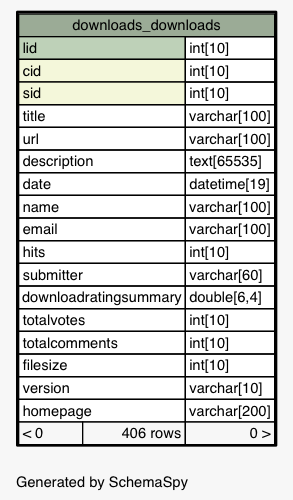 downloads_downloads
lid int[10]
cid int[10]
sid int[10]
title varchar[100]
url varchar[100]
description text[65535]
date datetime[19]
name varchar[100]
email varchar[100]
hits int[10]
submitter varchar[60]
downloadratingsummary double[6,4]
totalvotes int[10]
totalcomments int[10]
filesize int[10]
version varchar[10]
homepage varchar[200]
< 0 406 rows 0 >
Generated by SchemaSpy